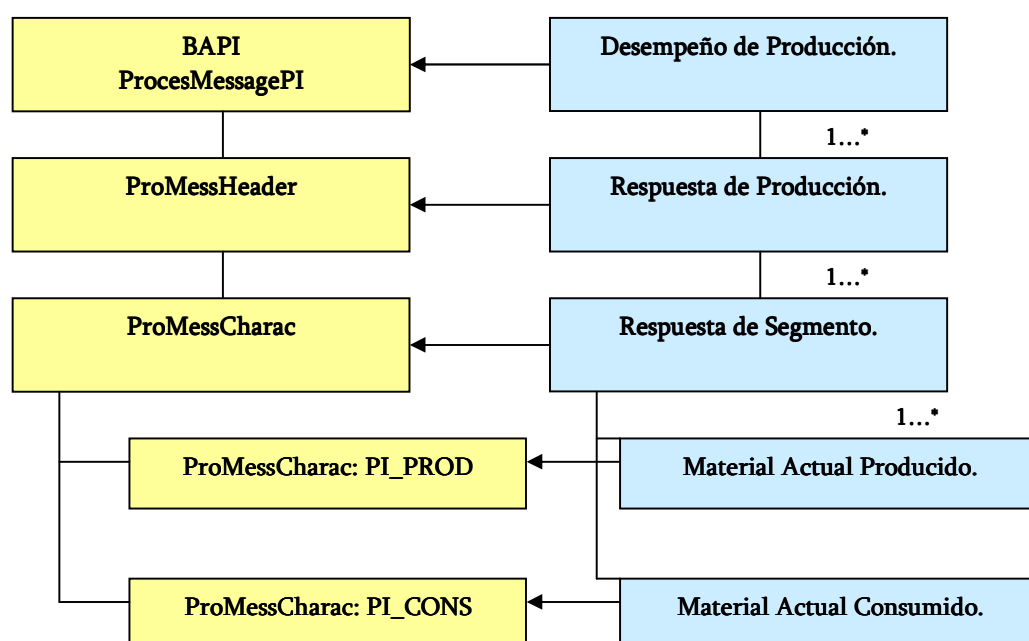 BAPI
ProcesMessagePI
Desempeño de Producción.
1...*
ProMessHeader
Respuesta de Producción.
1...*
ProMessCharac
Respuesta de Segmento.
1...*
ProMessCharac: PI_PROD
Material Actual Producido.
ProMessCharac: PI_CONS
Material Actual Consumido.